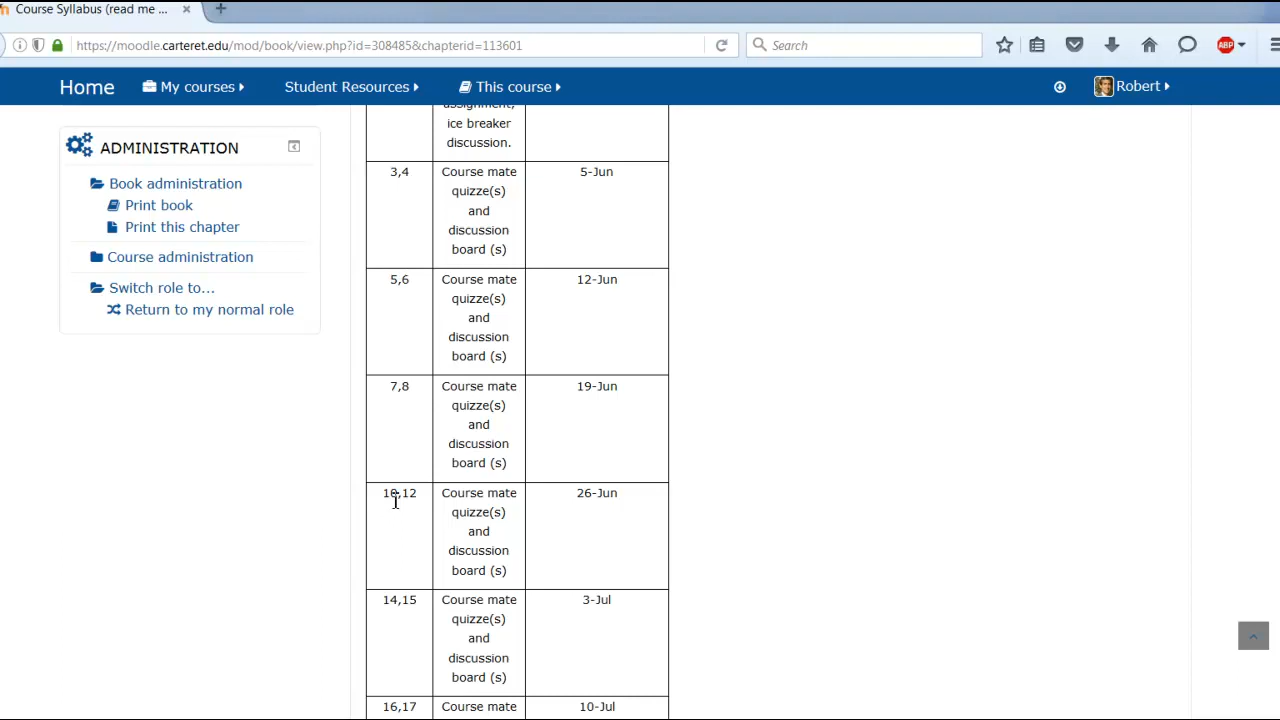 Course Syllabus (read me ...
https://moodle.carteret.edu/mod/book/view.php?id=308485&chapterid=113601
Search
ABP
Home
My courses
Student Resources
This course
Robert
ADMINISTRATION
Book administration
Print book
Print this chapter
Course administration
Switch role to...
Return to my normal role
assignment,
ice breaker
discussion.
3,4
Course mate
quizze(s)
and
discussion
board (s)
5-Jun
5,6
Course mate
quizze(s)
and
discussion
board (s)
12-Jun
7,8
Course mate
quizze(s)
and
discussion
board (s)
19-Jun
10,12
Course mate
quizze(s)
and
discussion
board (s)
26-Jun
14,15
Course mate
quizze(s)
and
discussion
board (s)
3-Jul
16,17
Course mate
10-Jul